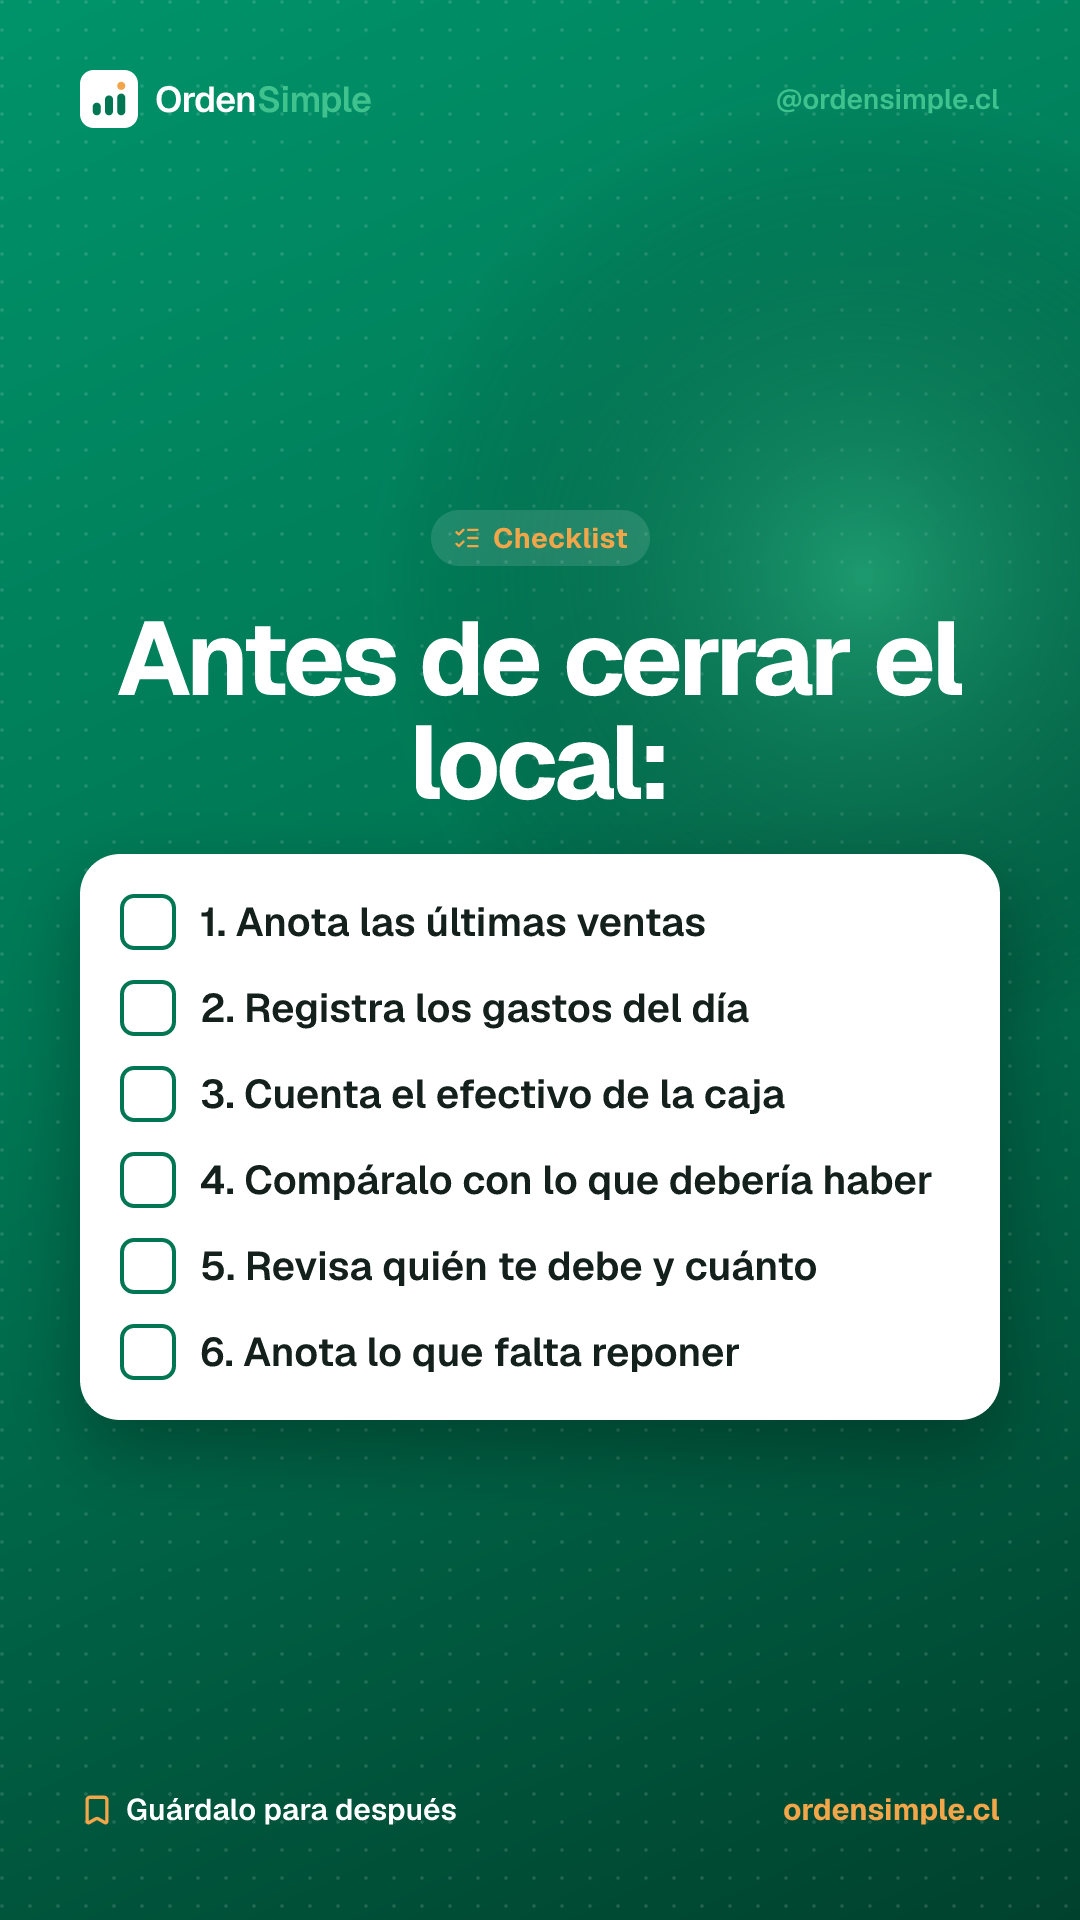 OrdenSimple
@ordensimple.cl
Checklist
Antes de cerrar el
local:
1. Anota las últimas ventas
2. Registra los gastos del día
3. Cuenta el efectivo de la caja
4. Compáralo con lo que debería haber
5. Revisa quién te debe y cuánto
6. Anota lo que falta reponer
Guárdalo para después
ordensimple.cl